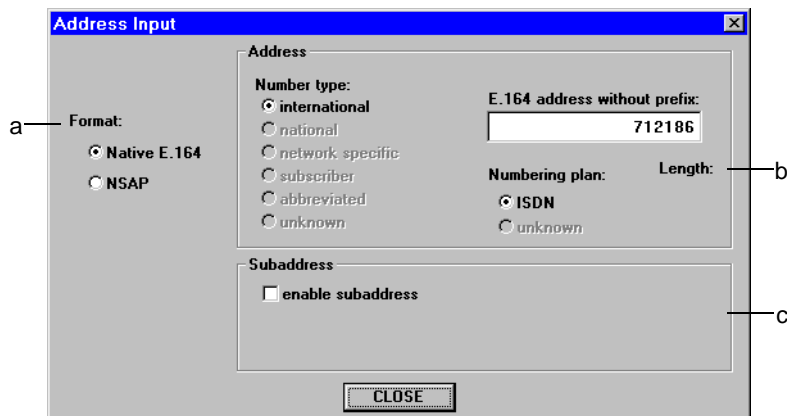 Address Input
Address
Number type:
international
national
network specific
subscriber
abbreviated
unknown
E.164 address without prefix:
712186
Length:
Numbering plan:
ISDN
unknown
a
Format:
Native E.164
NSAP
b
Subaddress
enable subaddress
c
CLOSE